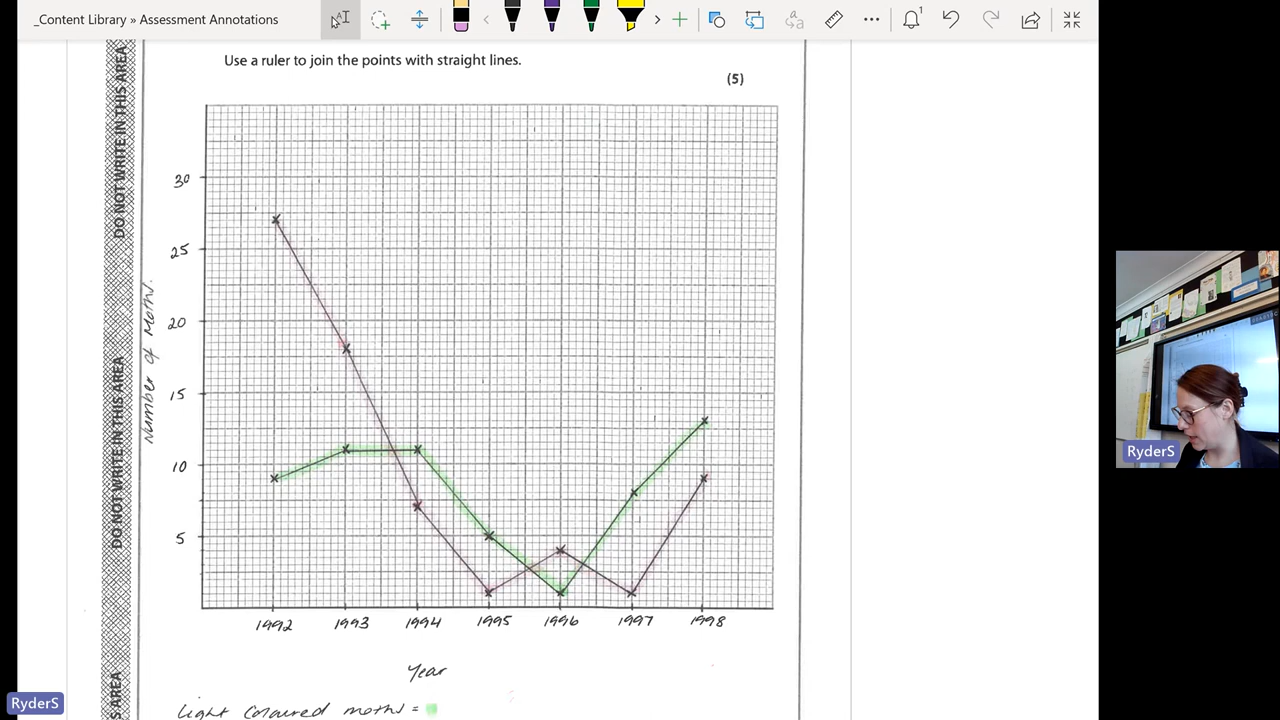 _Content Library » Assessment Annotations
1
Use a ruler to join the points with straight lines.
(5)
DO NOT WRITE IN THIS AREA
DO NOT WRITE IN THIS AREA
S AREA
Number of Moths.
30
25
20
15
10
5
1992 1993 1994 1995 1996 1997 1998
Year
Light Coloured moths =
RyderS
RyderS